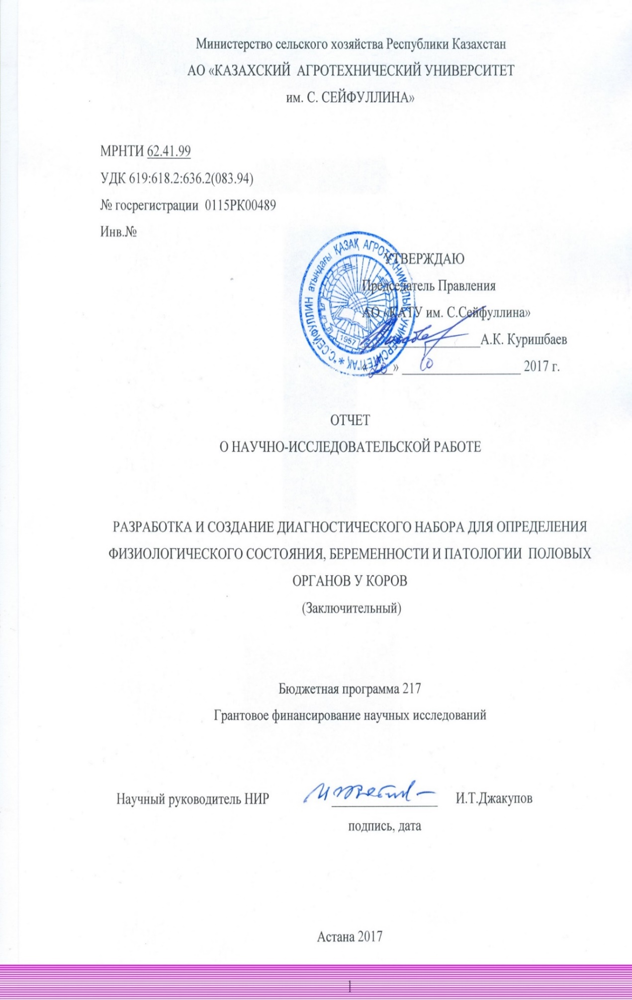 Министерство сельского хозяйства Республики Казахстан
АО «КАЗАХСКИЙ АГРОТЕХНИЧЕСКИЙ УНИВЕРСИТЕТ
им. С. СЕЙФУЛЛИНА»
МРНТИ 62.41.99
УДК 619:618.2:636.2(083.94)
№ госрегистрации 0115РК00489
Инв.№
УТВЕРЖДАЮ
Председатель Правления
АО «КАТУ им. С.Сейфуллина»
А.К. Куришбаев
« » 10 2017 г.
"С.СЕЙФУЛЛИН атындағы ҚАЗАҚ АГРОТЕХНИКАЛЫҚ УНИВЕРСИТЕТІ" АҚ *
1957
ОТЧЕТ
О НАУЧНО-ИССЛЕДОВАТЕЛЬСКОЙ РАБОТЕ
РАЗРАБОТКА И СОЗДАНИЕ ДИАГНОСТИЧЕСКОГО НАБОРА ДЛЯ ОПРЕДЕЛЕНИЯ
ФИЗИОЛОГИЧЕСКОГО СОСТОЯНИЯ, БЕРЕМЕННОСТИ И ПАТОЛОГИИ ПОЛОВЫХ
ОРГАНОВ У КОРОВ
(Заключительный)
Бюджетная программа 217
Грантовое финансирование научных исследований
Научный руководитель НИР И.Т.Джакупов
подпись, дата
Астана 2017
1